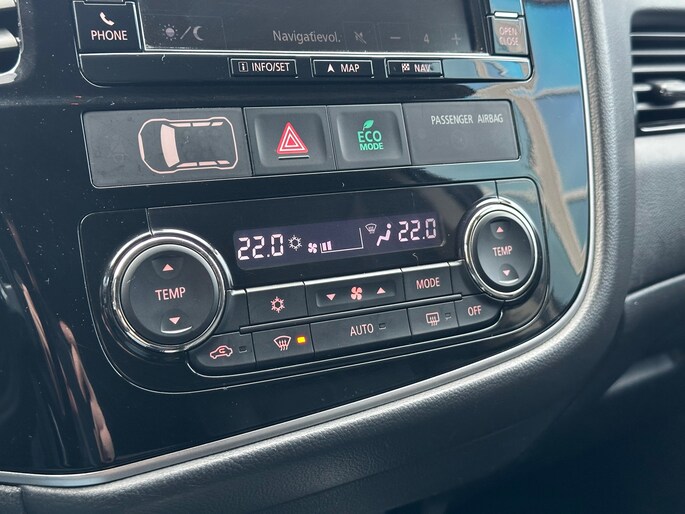 PHONE
Navigatievol. - 4 +
OPEN
CLOSE
INFO/SET MAP NAV
ECO
MODE
PASSENGER AIRBAG
22.0 22.0
TEMP
TEMP
MODE
AUTO
OFF